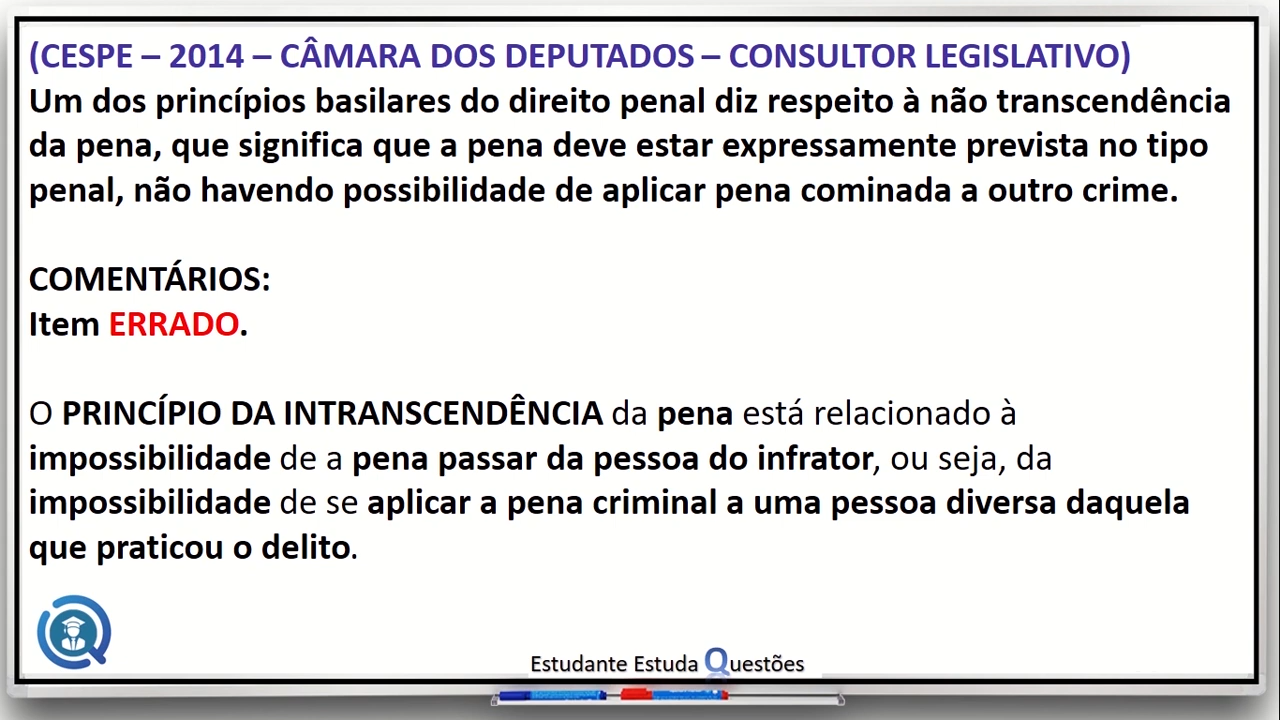 (CESPE – 2014 – CÂMARA DOS DEPUTADOS – CONSULTOR LEGISLATIVO)
Um dos princípios basilares do direito penal diz respeito à não transcendência
da pena, que significa que a pena deve estar expressamente prevista no tipo
penal, não havendo possibilidade de aplicar pena cominada a outro crime.
COMENTÁRIOS:
Item ERRADO.
O PRINCÍPIO DA INTRANSCENDÊNCIA da pena está relacionado à
impossibilidade de a pena passar da pessoa do infrator, ou seja, da
impossibilidade de se aplicar a pena criminal a uma pessoa diversa daquela
que praticou o delito.
Estudante Estuda Questões